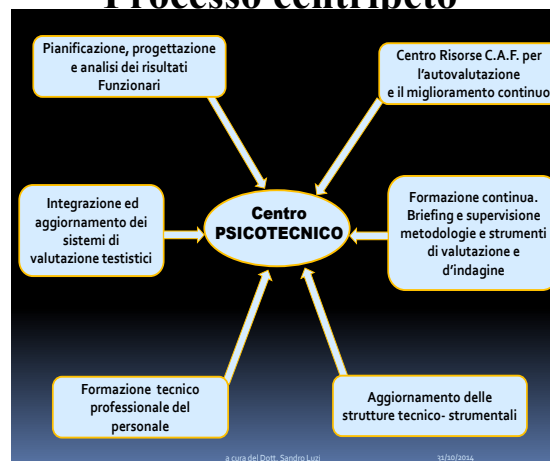 Processo centripeto
Pianificazione, progettazione
e analisi dei risultati
Funzionari
Centro Risorse C.A.F. per
l'autovalutazione
e il miglioramento continuo
Integrazione ed
aggiornamento dei
sistemi di
valutazione testistici
Centro
PSICOTECNICO
Formazione continua.
Briefing e supervisione
metodologie e strumenti
di valutazione e
d'indagine
Formazione tecnico
professionale del
personale
Aggiornamento delle
strutture tecnico- strumentali
a cura del Dott. Sandro Luzi
31/10/2014